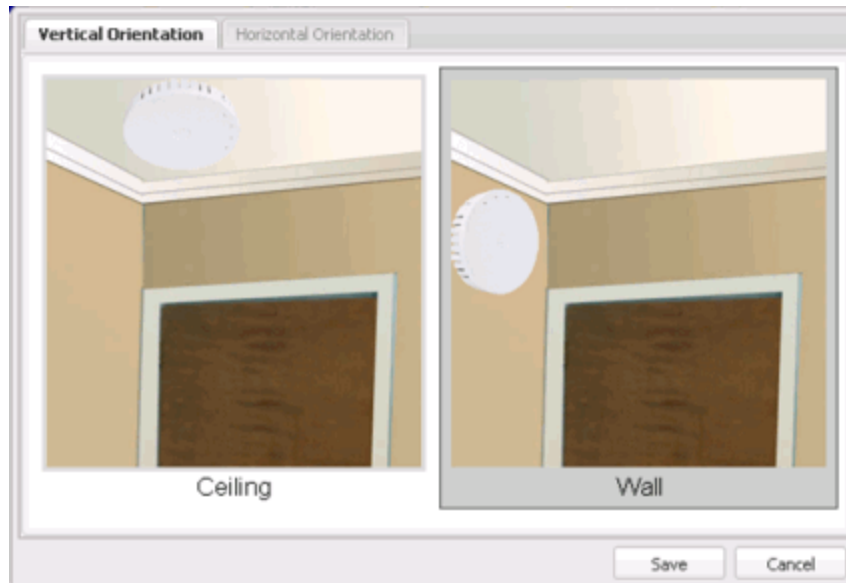 Vertical Orientation
Horizontal Orientation
Ceiling
Wall
Save
Cancel